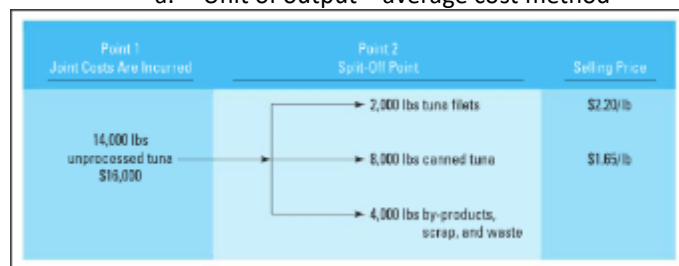 a. Unit of output – average cost method
Point 1
Joint Costs Are Incurred
Point 2
Split-Off Point
Selling Price
2,000 lbs tuna filets
$2.20/lb
14,000 lbs
unprocessed tuna
$16,000
8,000 lbs canned tuna
$1.65/lb
4,000 lbs by-products,
scrap, and waste